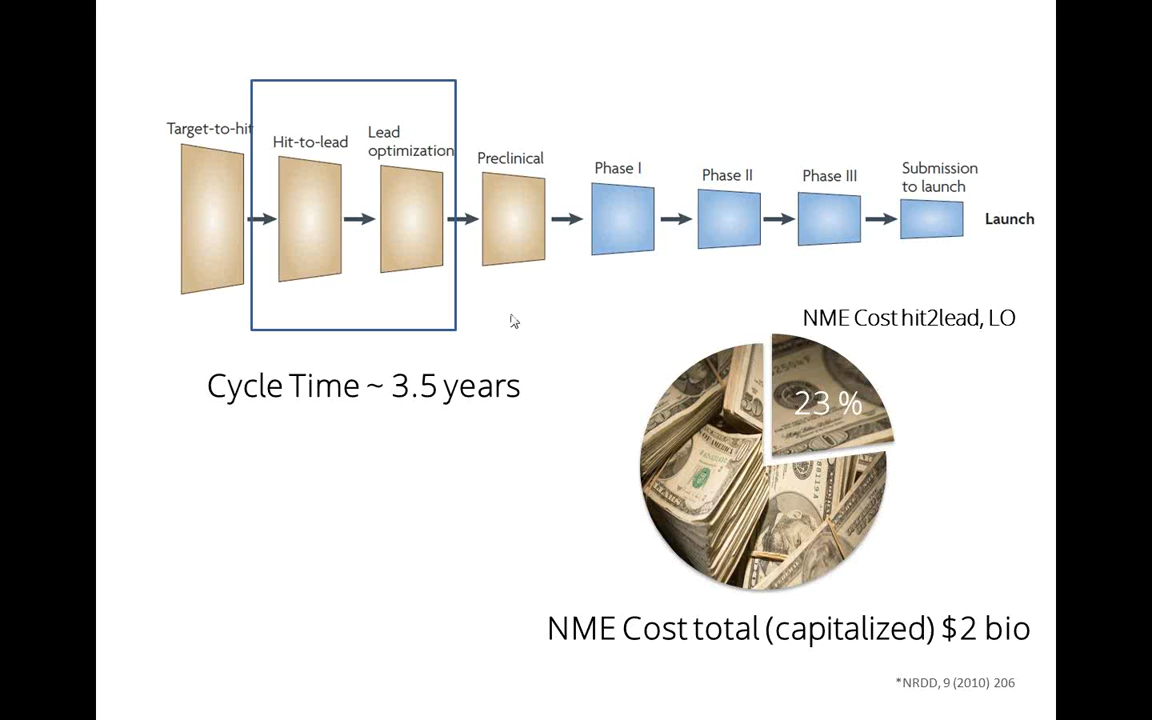 Target-to-hit
Hit-to-lead
Lead
optimization
Preclinical
Phase I
Phase II
Phase III
Submission
to launch
Launch
NME Cost hit2lead, LO
Cycle Time ~ 3.5 years
23 %
NME Cost total (capitalized) $2 bio
*NRDD, 9 (2010) 206